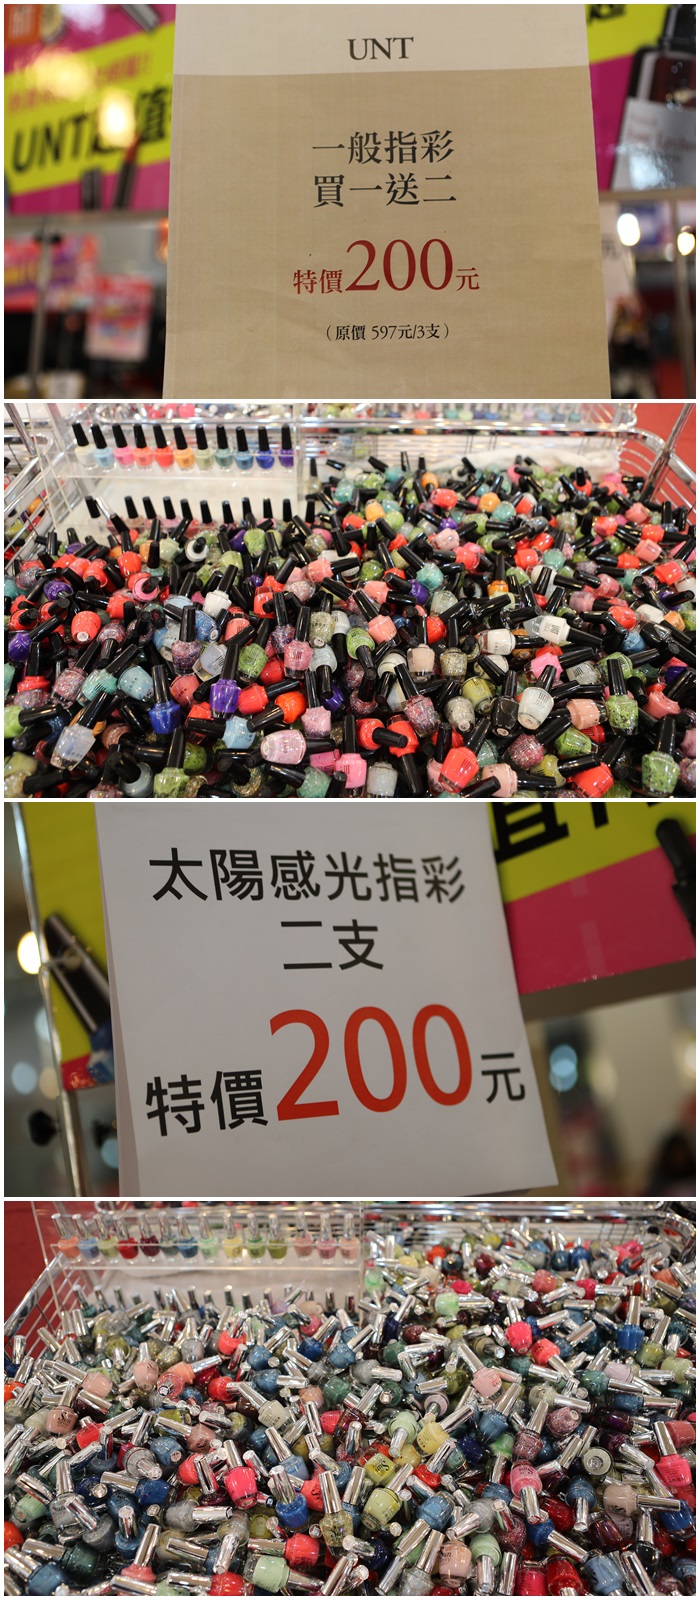 UNT
一般指彩
買一送二
特價200元
（原價 597元/3支）
太陽感光指彩
二支
特價200元